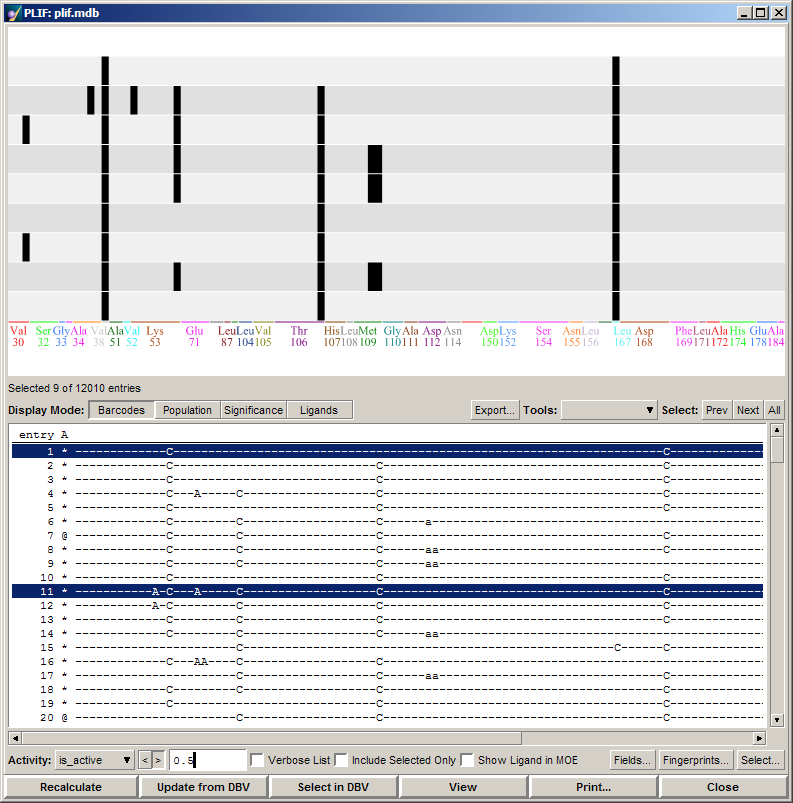 PLIF: plif.mdb
Val Ser Gly Ala Val Ala Val Lys Glu Leu Leu Val Thr His Leu Met Gly Ala Asp Asn Asp Lys Ser Asn Leu Leu Asp Phe Leu Ala His Glu Ala
30 32 33 34 38 51 52 53 71 87 104 105 106 107 108 109 110 111 112 114 150 152 154 155 156 167 168 169 171 172 174 178 184
Selected 9 of 12010 entries
Display Mode: Barcodes Population Significance Ligands Export... Tools: Select: Prev Next All
entry A
1 * --------------C-----------------------------------------------------------------------C--------------
2 * --------------C------------------------------C----------------------------------------C--------------
3 * --------------C------------------------------C----------------------------------------C--------------
4 * --------------C---A-----C--------------------C----------------------------------------C--------------
5 * --------------C------------------------------C----------------------------------------C--------------
6 * --------------C---------C--------------------C------a---------------------------------C--------------
7 @ --------------C---------C--------------------C----------------------------------------C--------------
8 * --------------C---------C--------------------C------aa--------------------------------C--------------
9 * --------------C---------C--------------------C------aa--------------------------------C--------------
10 * --------------C------------------------------C----------------------------------------C--------------
11 * ------------A-C---A-----C--------------------C----------------------------------------C--------------
12 * ------------A-C---------C--------------------C----------------------------------------C--------------
13 * --------------C---------C--------------------C----------------------------------------C--------------
14 * --------------C---------C--------------------C------aa--------------------------------C--------------
15 * ------------------------C-----------------------------------------------------C-------C--------------
16 * --------------C---AA-------------------------C----------------------------------------C--------------
17 * ------------------------C--------------------C------aa--------------------------------C--------------
18 * --------------C---------C--------------------C----------------------------------------C--------------
19 * --------------C------------------------------C----------------------------------------C--------------
20 @ ------------------------C--------------------C----------------------------------------C--------------
Activity: is_active < > 0.5 Verbose List Include Selected Only Show Ligand in MOE Fields... Fingerprints... Select...
Recalculate Update from DBV Select in DBV View Print... Close